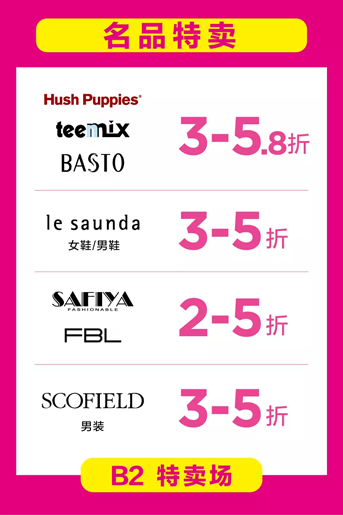 名品特卖
Hush Puppies®
teenmix
BASTO
3-5.8折
le saunda
女鞋/男鞋
3-5折
SAFIYA
FASHIONABLE
FBL
2-5折
SCOFIELD
男装
3-5折
B2 特卖场